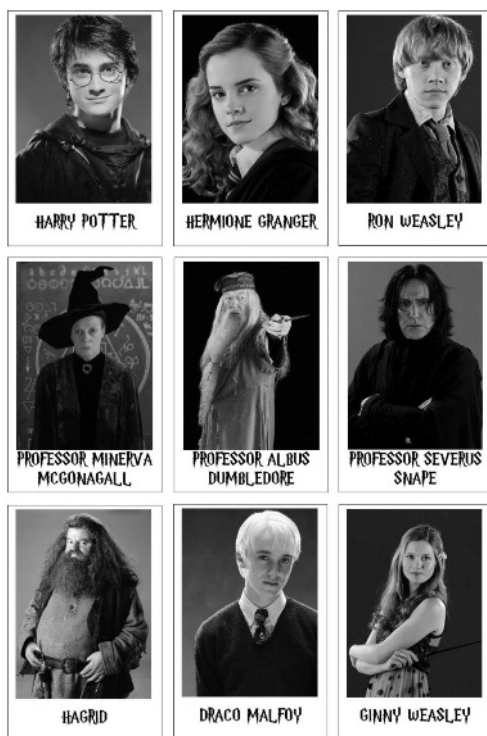 HARRY POTTER
HERMIONE GRANGER
RON WEASLEY
PROFESSOR MINERVA
MCGONAGALL
PROFESSOR ALBUS
DUMBLEDORE
PROFESSOR SEVERUS
SNAPE
HAGRID
DRACO MALFOY
GINNY WEASLEY